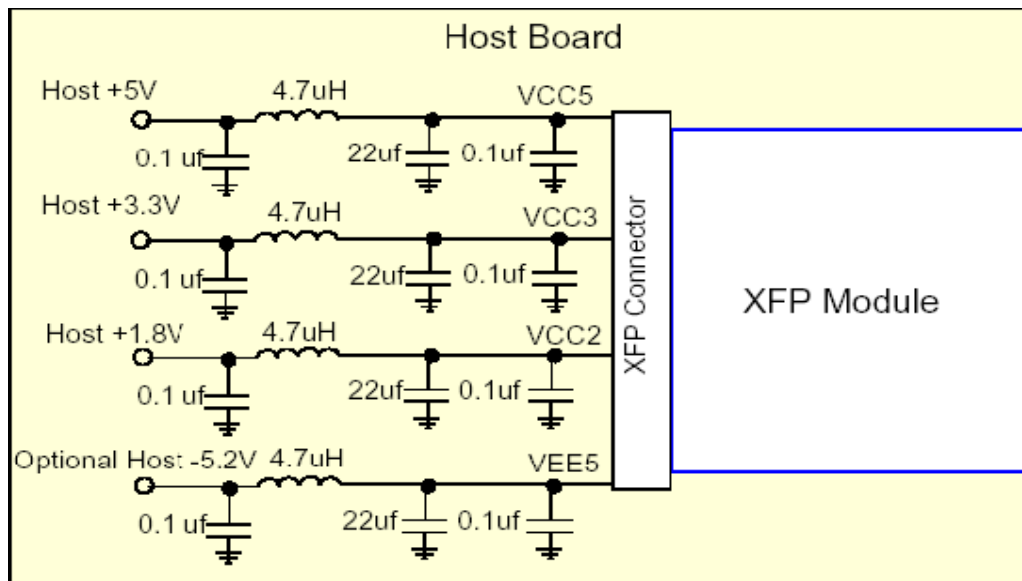 Host Board
Host +5V
4.7uH
VCC5
0.1 uf
22uf
0.1uf
Host +3.3V
4.7uH
VCC3
0.1 uf
22uf
0.1uf
Host +1.8V
4.7uH
VCC2
0.1 uf
22uf
0.1uf
Optional Host -5.2V
4.7uH
VEE5
0.1 uf
22uf
0.1uf
XFP Connector
XFP Module